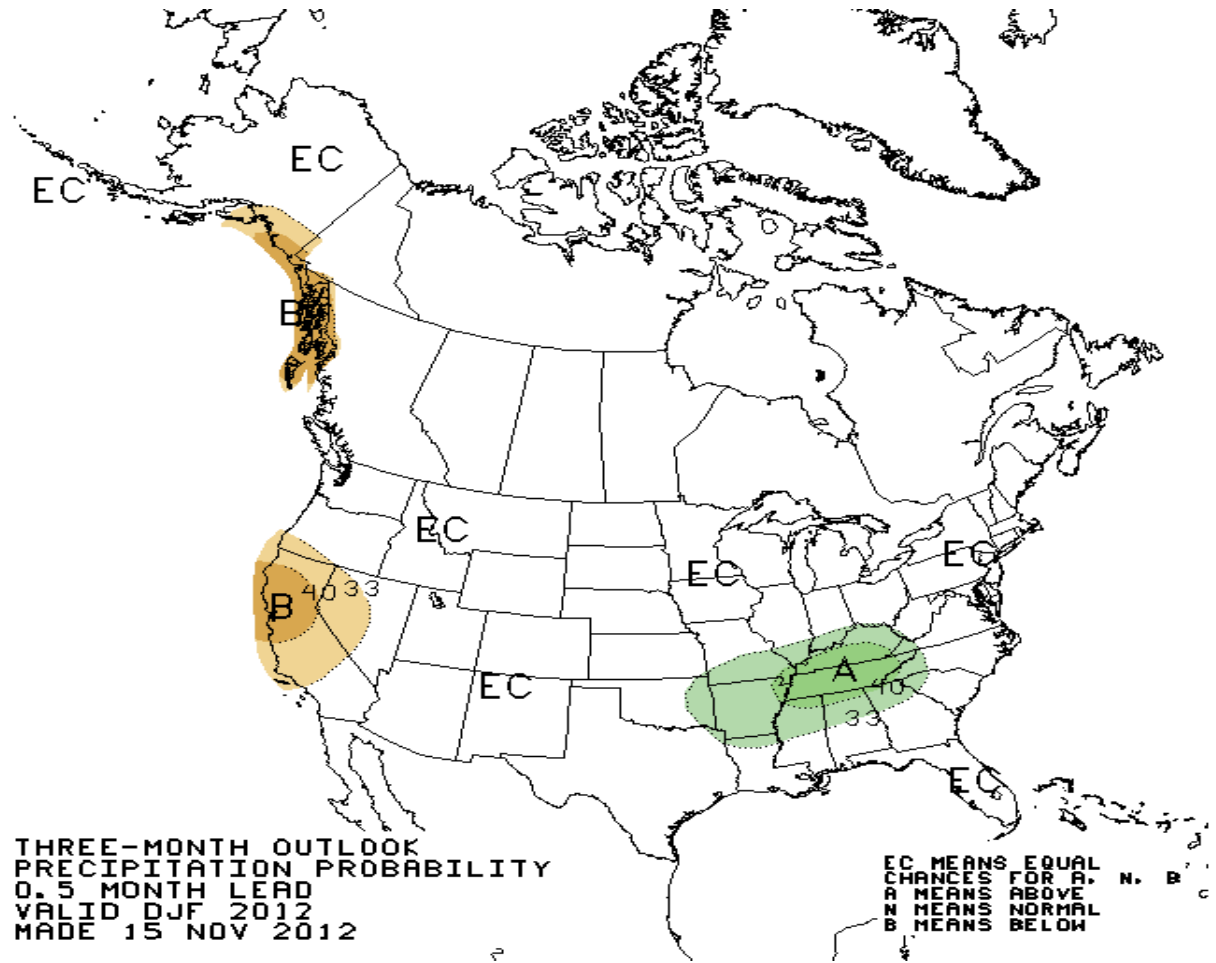 EC
EC
B
EC
EC
EC
40 33
B
A
EC
40
33
EC
THREE-MONTH OUTLOOK
PRECIPITATION PROBABILITY
0.5 MONTH LEAD
VALID DJF 2012
MADE 15 NOV 2012
EC MEANS EQUAL
CHANCES FOR A, N, B
A MEANS ABOVE
N MEANS NORMAL
B MEANS BELOW